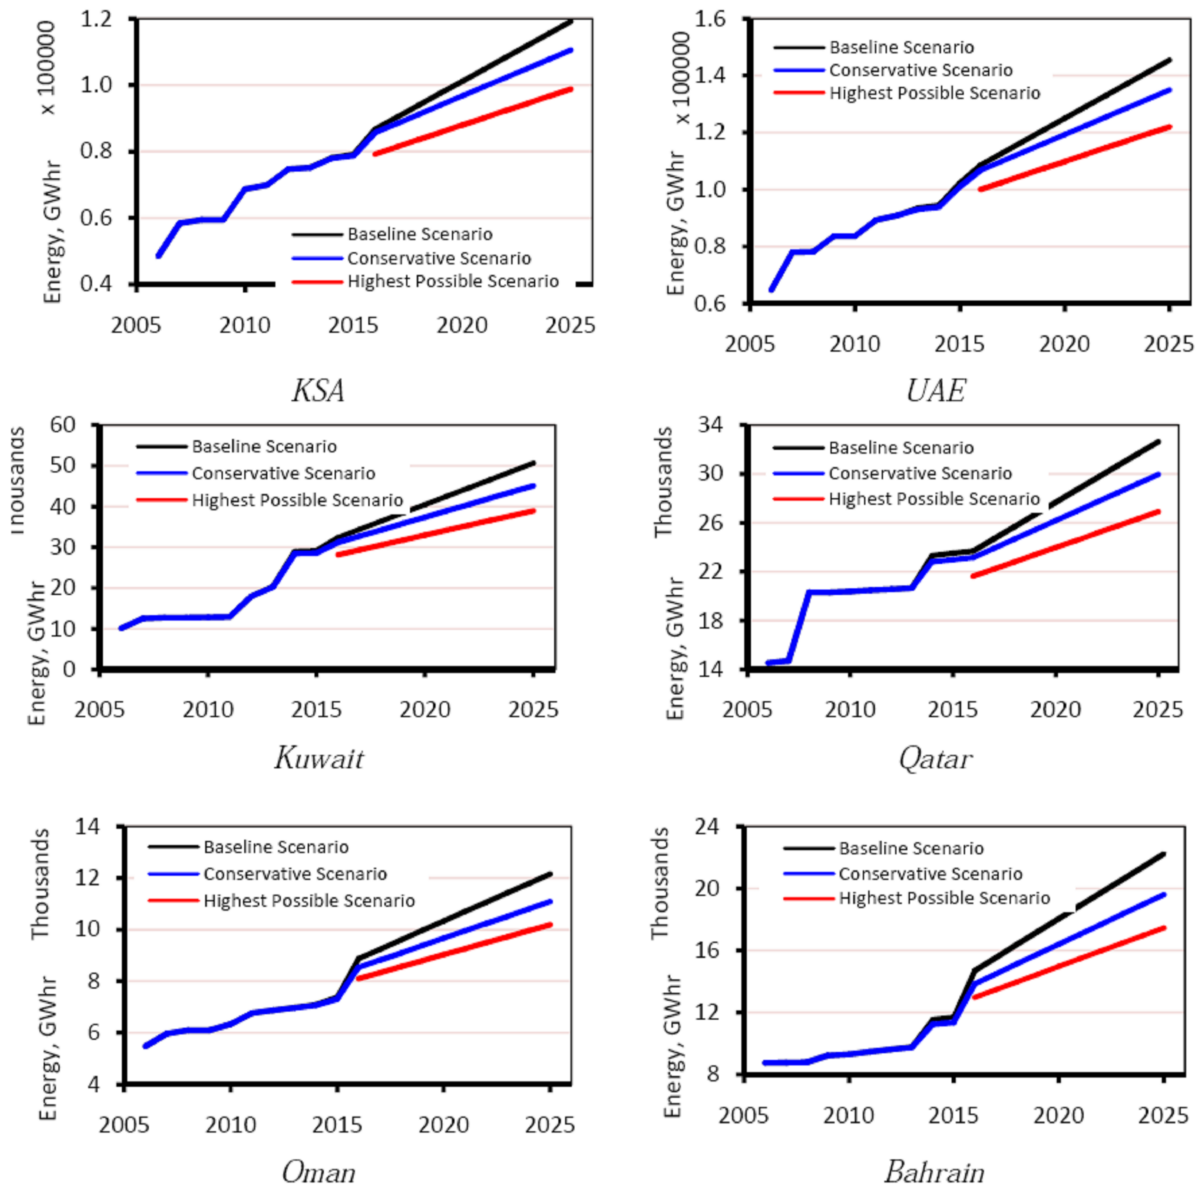 x 100000
Energy, GWhr
1.2
1.0
0.8
0.6
0.4
Baseline Scenario
Conservative Scenario
Highest Possible Scenario
2005 2010 2015 2020 2025
KSA
x 100000
Energy, GWhr
1.6
1.4
1.2
1.0
0.8
0.6
Baseline Scenario
Conservative Scenario
Highest Possible Scenario
2005 2010 2015 2020 2025
UAE
Thousands
Energy, GWhr
60
50
40
30
20
10
0
Baseline Scenario
Conservative Scenario
Highest Possible Scenario
2005 2010 2015 2020 2025
Kuwait
Thousands
Energy, GWhr
34
30
26
22
18
14
Baseline Scenario
Conservative Scenario
Highest Possible Scenario
2005 2010 2015 2020 2025
Qatar
Thousands
Energy, GWhr
14
12
10
8
6
4
Baseline Scenario
Conservative Scenario
Highest Possible Scenario
2005 2010 2015 2020 2025
Oman
Thousands
Energy, GWhr
24
20
16
12
8
Baseline Scenario
Conservative Scenario
Highest Possible Scenario
2005 2010 2015 2020 2025
Bahrain